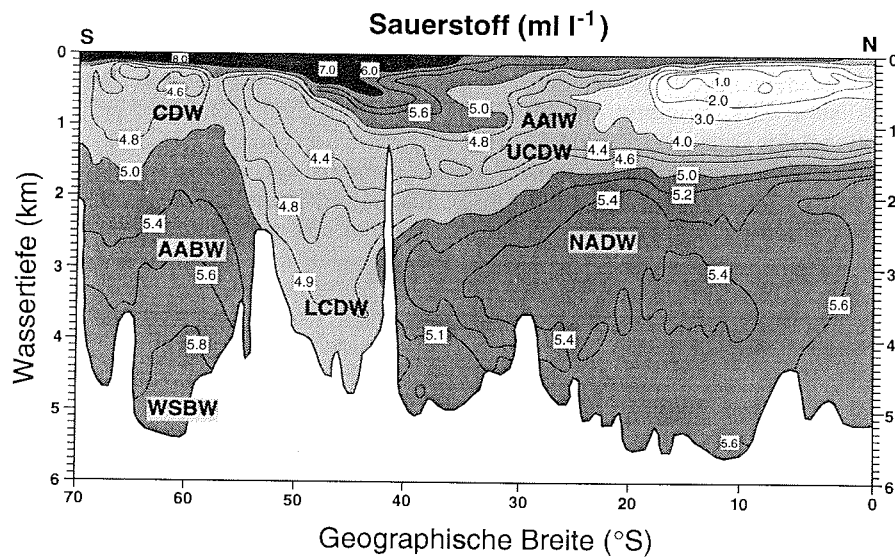 Sauerstoff (ml l-1)
S N
0 0
8.0 7.0 6.0 1.0
4.6 2.0
CDW 5.6 5.0 3.0
1 AAIW 1
4.8 4.8 4.0
4.4 UCDW 4.4 4.6
5.0 5.0
2 4.8 5.4 5.2 2
5.4
AABW NADW
3 5.6 4.9 5.4 3
LCDW 5.6
4 5.8 5.1 5.4 4
5 WSBW 5
5.6
6 6
70 60 50 40 30 20 10 0
Wassertiefe (km)
Geographische Breite (°S)